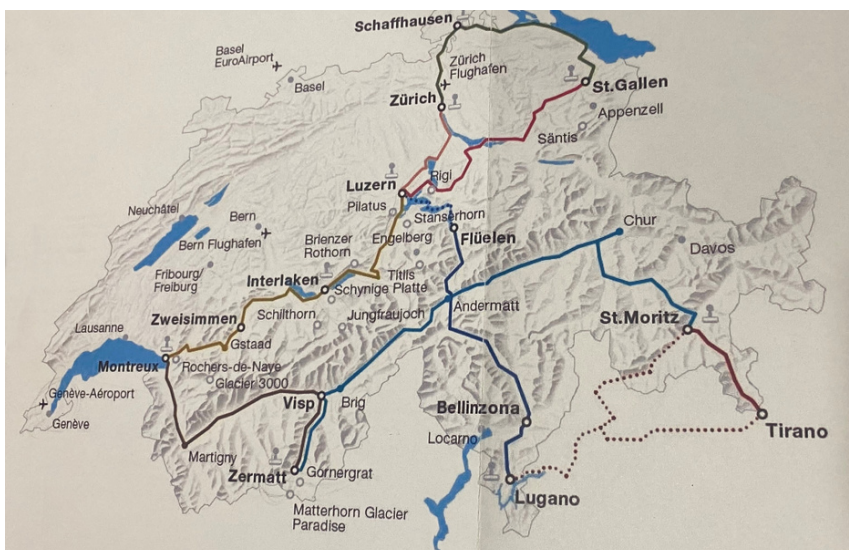 Schaffhausen
Basel
EuroAirport
Basel
Zürich
Flughafen
Zürich
St.Gallen
Appenzell
Säntis
Luzern
Rigi
Pilatus
Neuchâtel
Bern
Stanserhorn
Chur
Bern Flughafen
Brienzer
Rothorn
Engelberg
Flüelen
Davos
Fribourg/
Freiburg
Titlis
Interlaken
Schynige Platte
Andermatt
Zweisimmen
Schilthorn
Jungfraujoch
St.Moritz
Lausanne
Gstaad
Montreux
Rochers-de-Naye
Glacier 3000
Genève-Aéroport
Visp
Brig
Bellinzona
Genève
Tirano
Locarno
Martigny
Zermatt
Gornergrat
Lugano
Matterhorn Glacier
Paradise